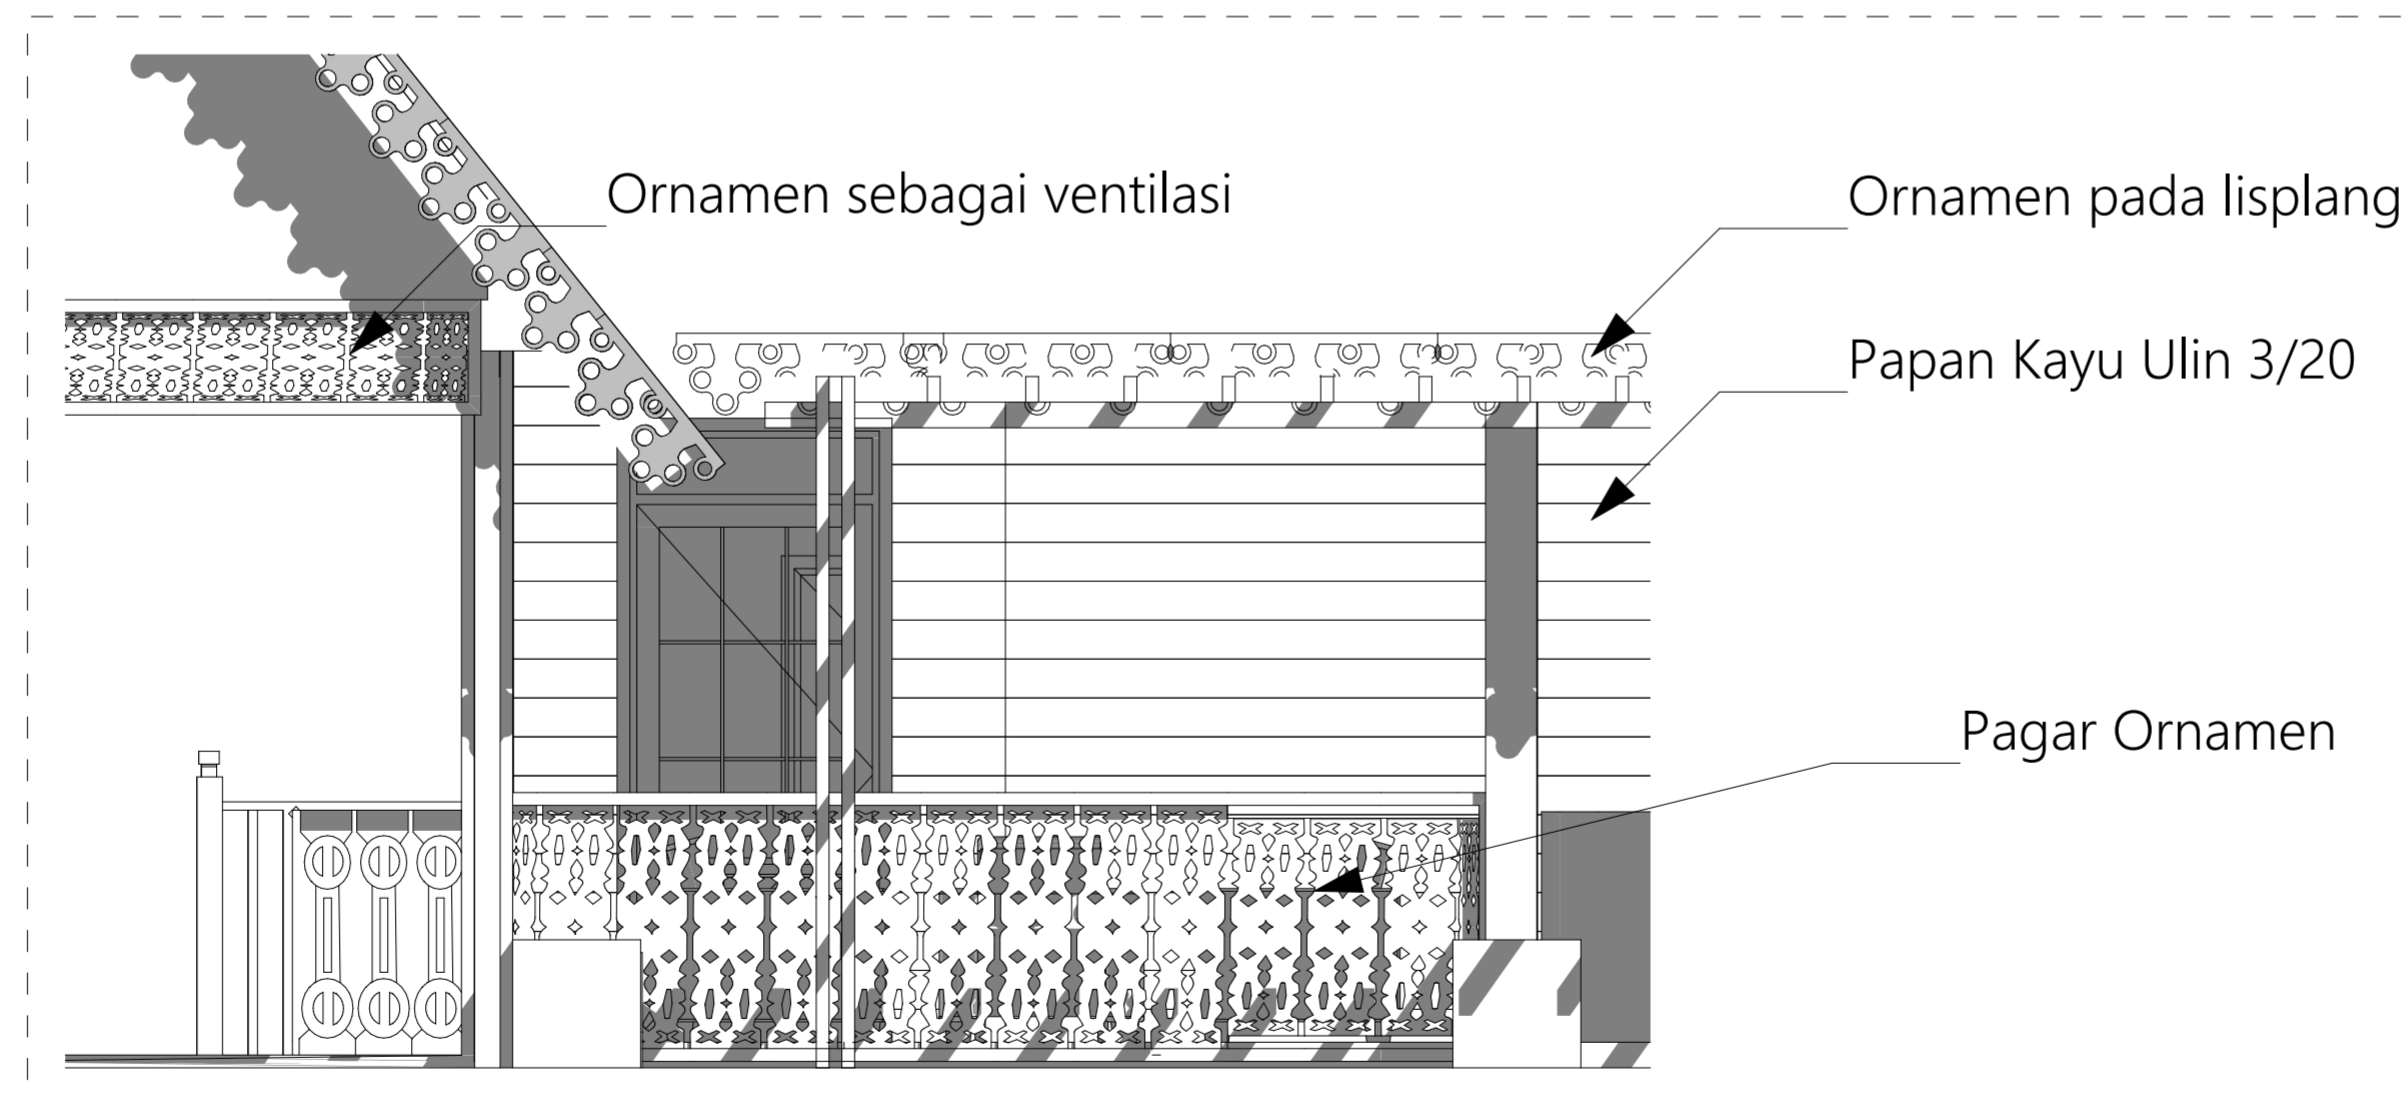 Ornamen sebagai ventilasi
Ornamen pada lisplang
Papan Kayu Ulin 3/20
Pagar Ornamen